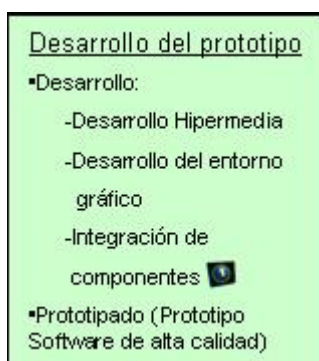 Desarrollo del prototipo
▪Desarrollo:
-Desarrollo Hipermedia
-Desarrollo del entorno
gráfico
-Integración de
componentes
▪Prototipado (Prototipo
Software de alta calidad)